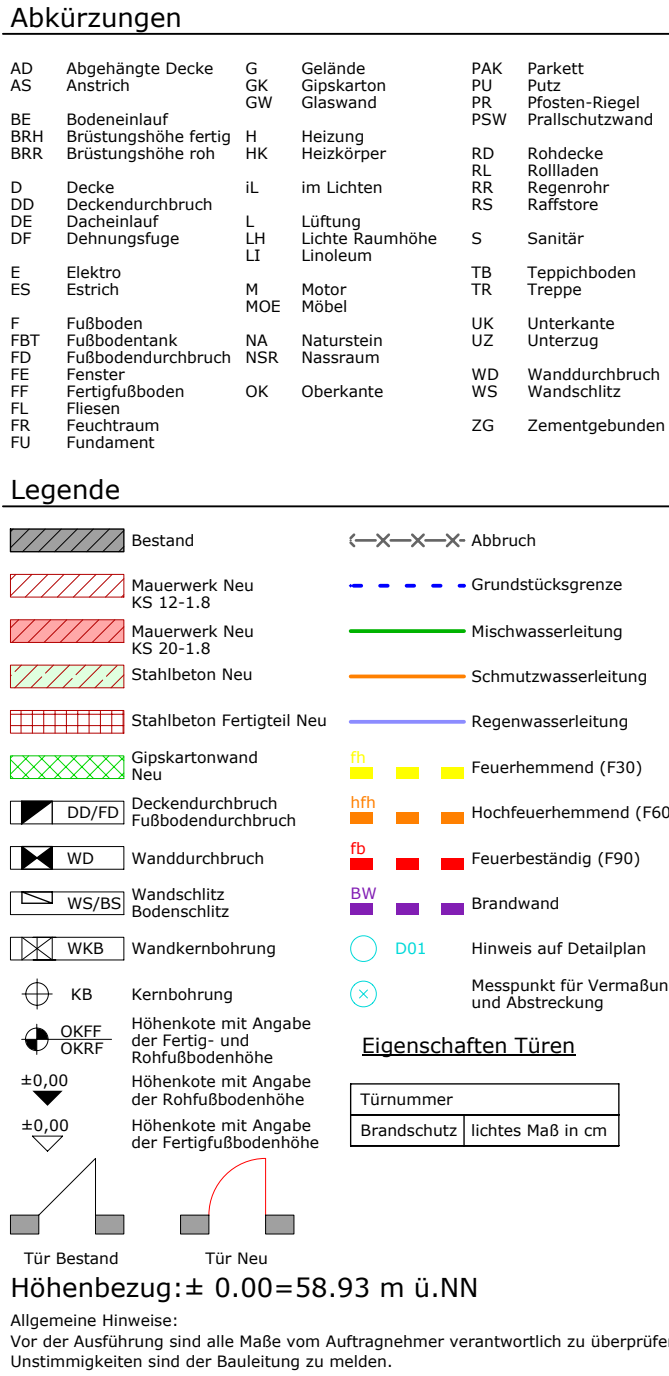 Abkürzungen
AD Abgehängte Decke
AS Anstrich
BE Bodeneinlauf
BRH Brüstungshöhe fertig
BRR Brüstungshöhe roh
D Decke
DD Deckendurchbruch
DE Dacheinlauf
DF Dehnungsfuge
E Elektro
ES Estrich
F Fußboden
FBT Fußbodentank
FD Fußbodendurchbruch
FE Fenster
FF Fertigfußboden
FL Fliesen
FR Feuchtraum
FU Fundament
G Gelände
GK Gipskarton
GW Glaswand
H Heizung
HK Heizkörper
iL im Lichten
L Lüftung
LH Lichte Raumhöhe
LI Linoleum
M Motor
MOE Möbel
NA Naturstein
NSR Nassraum
OK Oberkante
PAK Parkett
PU Putz
PR Pfosten-Riegel
PSW Prallschutzwand
RD Rohdecke
RL Rollladen
RR Regenrohr
RS Raffstore
S Sanitär
TB Teppichboden
TR Treppe
UK Unterkante
UZ Unterzug
WD Wanddurchbruch
WS Wandschlitz
ZG Zementgebunden
Legende
Bestand
Mauerwerk Neu
KS 12-1.8
Mauerwerk Neu
KS 20-1.8
Stahlbeton Neu
Stahlbeton Fertigteil Neu
Gipskartonwand
Neu
DD/FD Deckendurchbruch
Fußbodendurchbruch
WD Wanddurchbruch
WS/BS Wandschlitz
Bodenschlitz
WKB Wandkernbohrung
KB Kernbohrung
OKFF
OKRF
Höhenkote mit Angabe
der Fertig- und
Rohfußbodenhöhe
±0,00 Höhenkote mit Angabe
der Rohfußbodenhöhe
±0,00 Höhenkote mit Angabe
der Fertigfußbodenhöhe
Tür Bestand
Tür Neu
Abbruch
Grundstücksgrenze
Mischwasserleitung
Schmutzwasserleitung
Regenwasserleitung
fh Feuerhemmend (F30)
hfh Hochfeuerhemmend (F60
fb Feuerbeständig (F90)
BW Brandwand
D01 Hinweis auf Detailplan
Messpunkt für Vermaßun
und Absteckung
Eigenschaften Türen
Türnummer
Brandschutz lichtes Maß in cm
Höhenbezug:± 0.00=58.93 m ü.NN
Allgemeine Hinweise:
Vor der Ausführung sind alle Maße vom Auftragnehmer verantwortlich zu überprüfe
Unstimmigkeiten sind der Bauleitung zu melden.